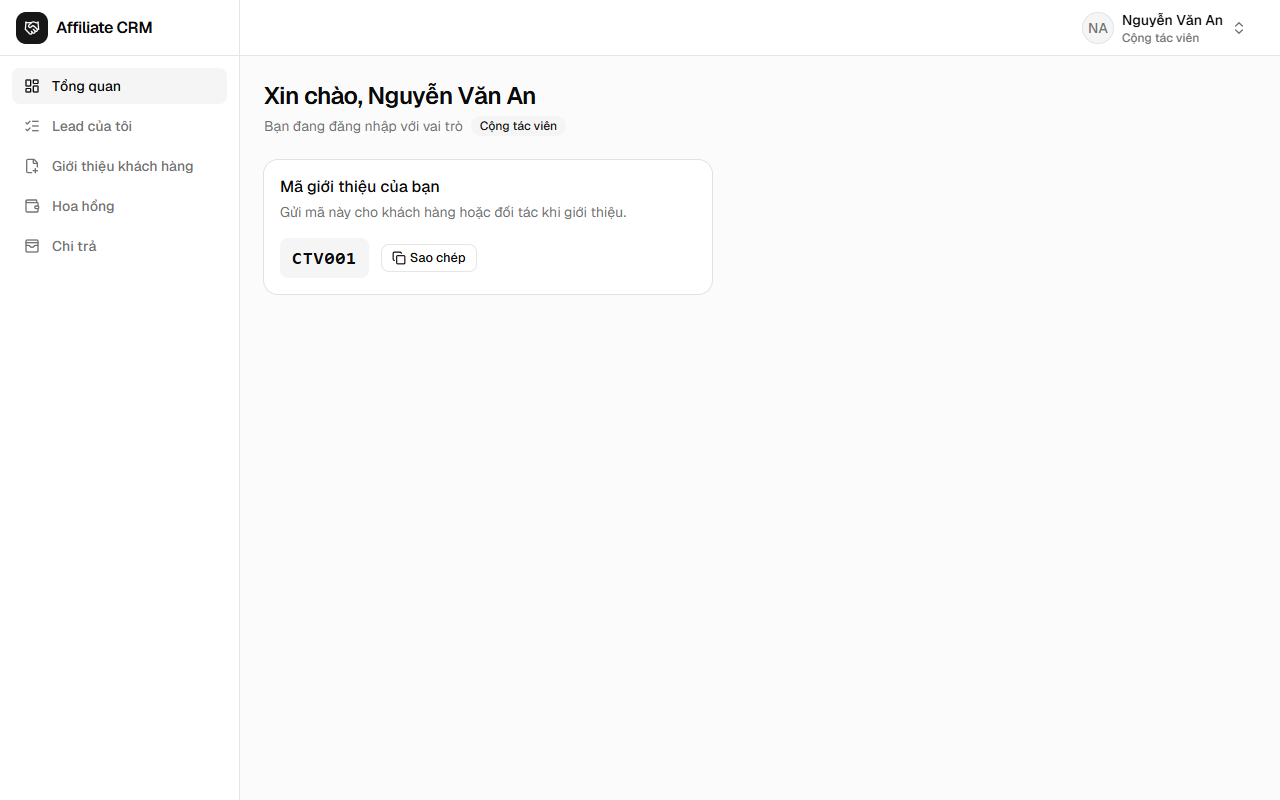 Affiliate CRM
NA
Nguyễn Văn An
Cộng tác viên
Tổng quan
Lead của tôi
Giới thiệu khách hàng
Hoa hồng
Chi trả
Xin chào, Nguyễn Văn An
Bạn đang đăng nhập với vai trò Cộng tác viên
Mã giới thiệu của bạn
Gửi mã này cho khách hàng hoặc đối tác khi giới thiệu.
CTV001 Sao chép